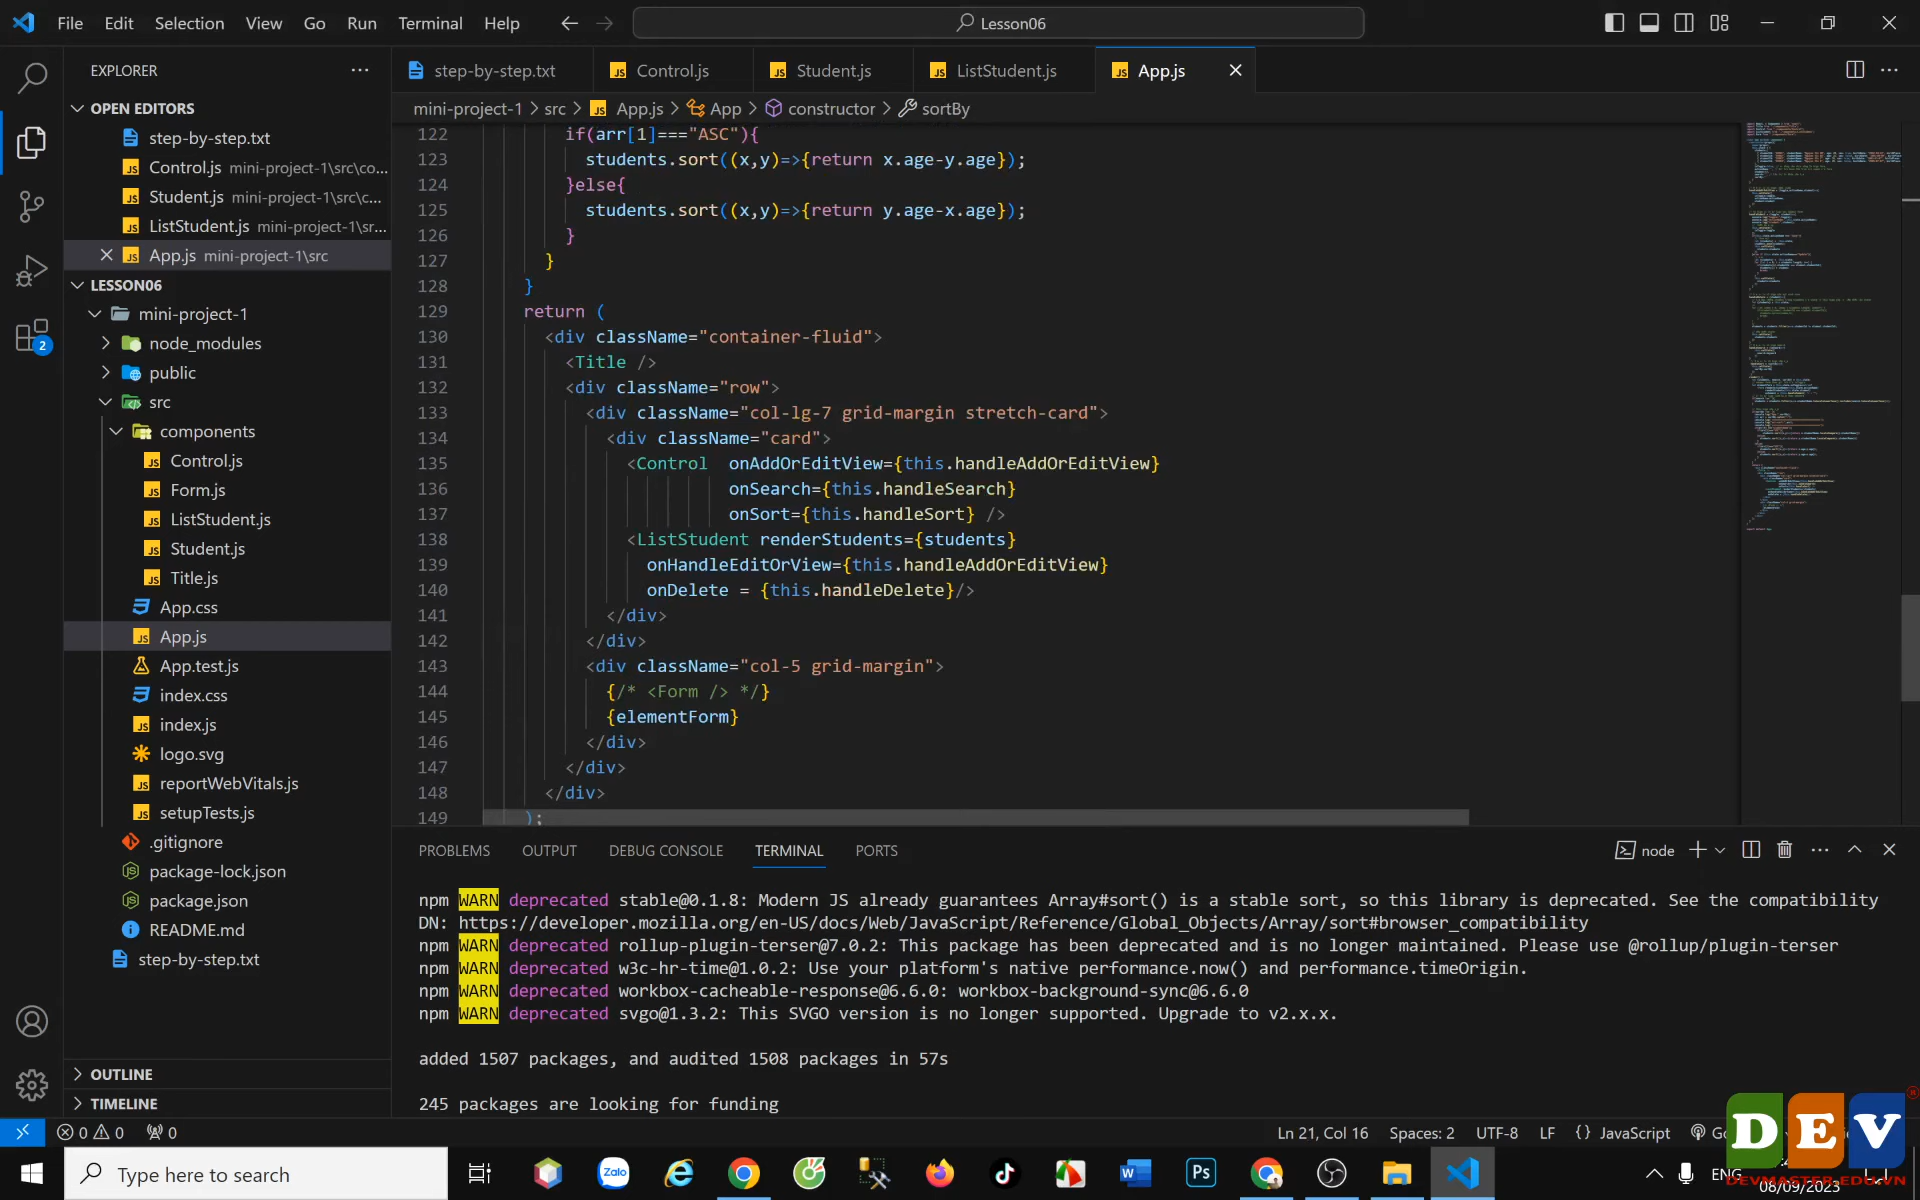 File Edit Selection View Go Run Terminal Help
Lesson06
EXPLORER
step-by-step.txt
Control.js
Student.js
ListStudent.js
App.js
OPEN EDITORS
step-by-step.txt
Control.js mini-project-1\src\co...
Student.js mini-project-1\src\c...
ListStudent.js mini-project-1\sr...
App.js mini-project-1\src
LESSON06
mini-project-1
node_modules
public
src
components
Control.js
Form.js
ListStudent.js
Student.js
Title.js
App.css
App.js
App.test.js
index.css
index.js
logo.svg
reportWebVitals.js
setupTests.js
.gitignore
package-lock.json
package.json
README.md
step-by-step.txt
OUTLINE
TIMELINE
2
mini-project-1 > src > App.js > App > constructor > sortBy
122 if(arr[1]==="ASC"){
123 students.sort((x,y)=>{return x.age-y.age});
124 }else{
125 students.sort((x,y)=>{return y.age-x.age});
126 }
127 }
128 }
129 return (
130 <div className="container-fluid">
131 <Title />
132 <div className="row">
133 <div className="col-lg-7 grid-margin stretch-card">
134 <div className="card">
135 <Control onAddOrEditView={this.handleAddOrEditView}
136 onSearch={this.handleSearch}
137 onSort={this.handleSort} />
138 <ListStudent renderStudents={students}
139 onHandleEditOrView={this.handleAddOrEditView}
140 onDelete = {this.handleDelete}/>
141 </div>
142 </div>
143 <div className="col-5 grid-margin">
144 {/* <Form /> */}
145 {elementForm}
146 </div>
147 </div>
148 </div>
149 );
PROBLEMS OUTPUT DEBUG CONSOLE TERMINAL PORTS
node
npm WARN deprecated stable@0.1.8: Modern JS already guarantees Array#sort() is a stable sort, so this library is deprecated. See the compatibility
DN: https://developer.mozilla.org/en-US/docs/Web/JavaScript/Reference/Global_Objects/Array/sort#browser_compatibility
npm WARN deprecated rollup-plugin-terser@7.0.2: This package has been deprecated and is no longer maintained. Please use @rollup/plugin-terser
npm WARN deprecated w3c-hr-time@1.0.2: Use your platform's native performance.now() and performance.timeOrigin.
npm WARN deprecated workbox-cacheable-response@6.6.0: workbox-background-sync@6.6.0
npm WARN deprecated svgo@1.3.2: This SVGO version is no longer supported. Upgrade to v2.x.x.
added 1507 packages, and audited 1508 packages in 57s
245 packages are looking for funding
0 0 0
Ln 21, Col 16 Spaces: 2 UTF-8 LF {} JavaScript
DEV
DEVMASTER.EDU.VN
Type here to search
Zalo
Ps
ENG
08/09/2023